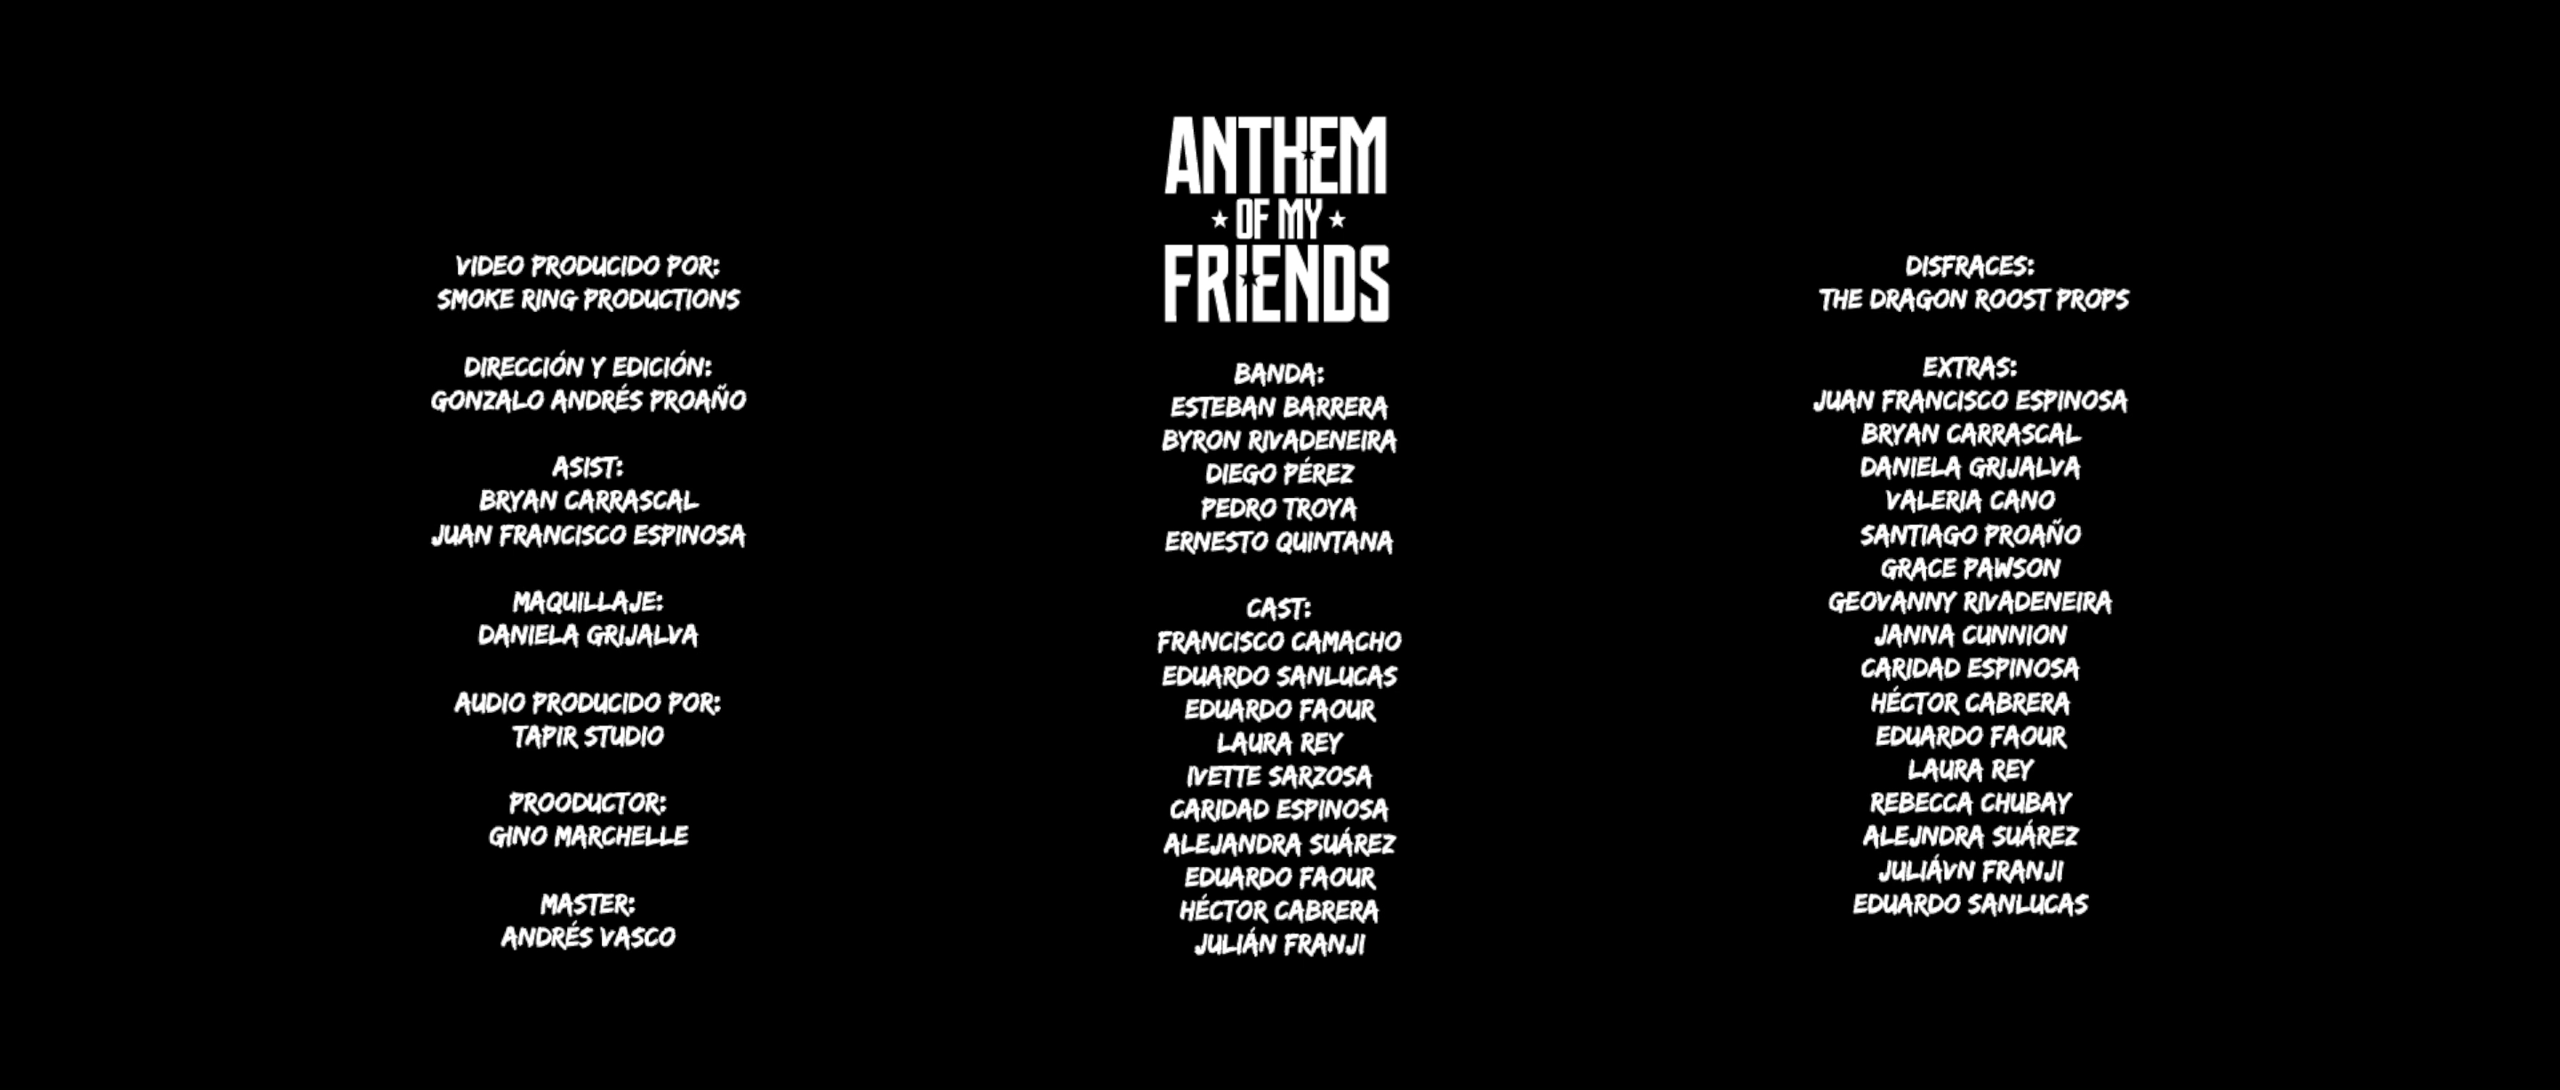 VIDEO PRODUCIDO POR:
SMOKE RING PRODUCTIONS
DIRECCIÓN Y EDICIÓN:
GONZALO ANDRÉS PROAÑO
ASIST:
BRYAN CARRASCAL
JUAN FRANCISCO ESPINOSA
MAQUILLAJE:
DANIELA GRIJALVA
AUDIO PRODUCIDO POR:
TAPIR STUDIO
PROODUCTOR:
GINO MARCHELLE
MASTER:
ANDRÉS VASCO
ANTHEM
OF MY
FRIENDS
BANDA:
ESTEBAN BARRERA
BYRON RIVADENEIRA
DIEGO PÉREZ
PEDRO TROYA
ERNESTO QUINTANA
CAST:
FRANCISCO CAMACHO
EDUARDO SANLUCAS
EDUARDO FAOUR
LAURA REY
IVETTE SARZOSA
CARIDAD ESPINOSA
ALEJANDRA SUÁREZ
EDUARDO FAOUR
HÉCTOR CABRERA
JULIÁN FRANJI
DISFRACES:
THE DRAGON ROOST PROPS
EXTRAS:
JUAN FRANCISCO ESPINOSA
BRYAN CARRASCAL
DANIELA GRIJALVA
VALERIA CANO
SANTIAGO PROAÑO
GRACE PAWSON
GEOVANNY RIVADENEIRA
JANNA CUNNION
CARIDAD ESPINOSA
HÉCTOR CABRERA
EDUARDO FAOUR
LAURA REY
REBECCA CHUBAY
ALEJNDRA SUÁREZ
JULIÁVN FRANJI
EDUARDO SANLUCAS